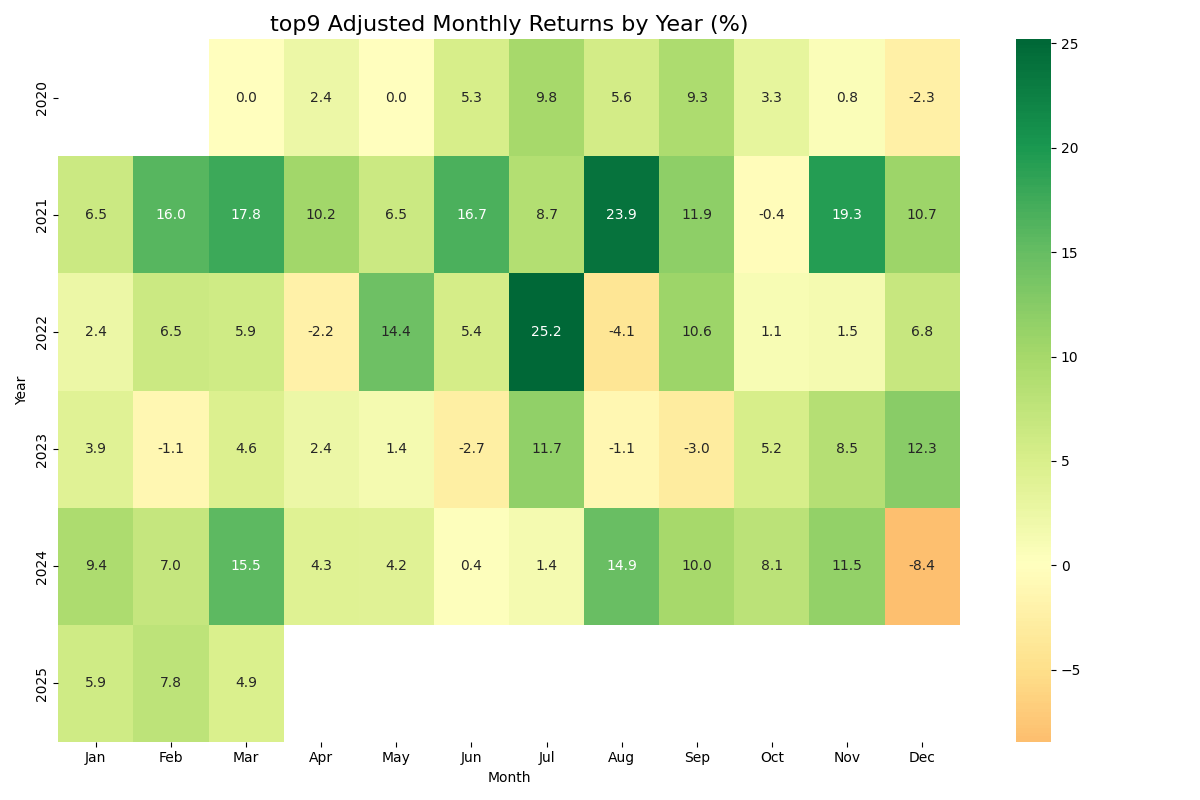 top9 Adjusted Monthly Returns by Year (%)
2020 0.0 2.4 0.0 5.3 9.8 5.6 9.3 3.3 0.8 -2.3
2021 6.5 16.0 17.8 10.2 6.5 16.7 8.7 23.9 11.9 -0.4 19.3 10.7
2022 2.4 6.5 5.9 -2.2 14.4 5.4 25.2 -4.1 10.6 1.1 1.5 6.8
2023 3.9 -1.1 4.6 2.4 1.4 -2.7 11.7 -1.1 -3.0 5.2 8.5 12.3
2024 9.4 7.0 15.5 4.3 4.2 0.4 1.4 14.9 10.0 8.1 11.5 -8.4
2025 5.9 7.8 4.9
Year
Jan Feb Mar Apr May Jun Jul Aug Sep Oct Nov Dec
Month
25
20
15
10
5
0
−5